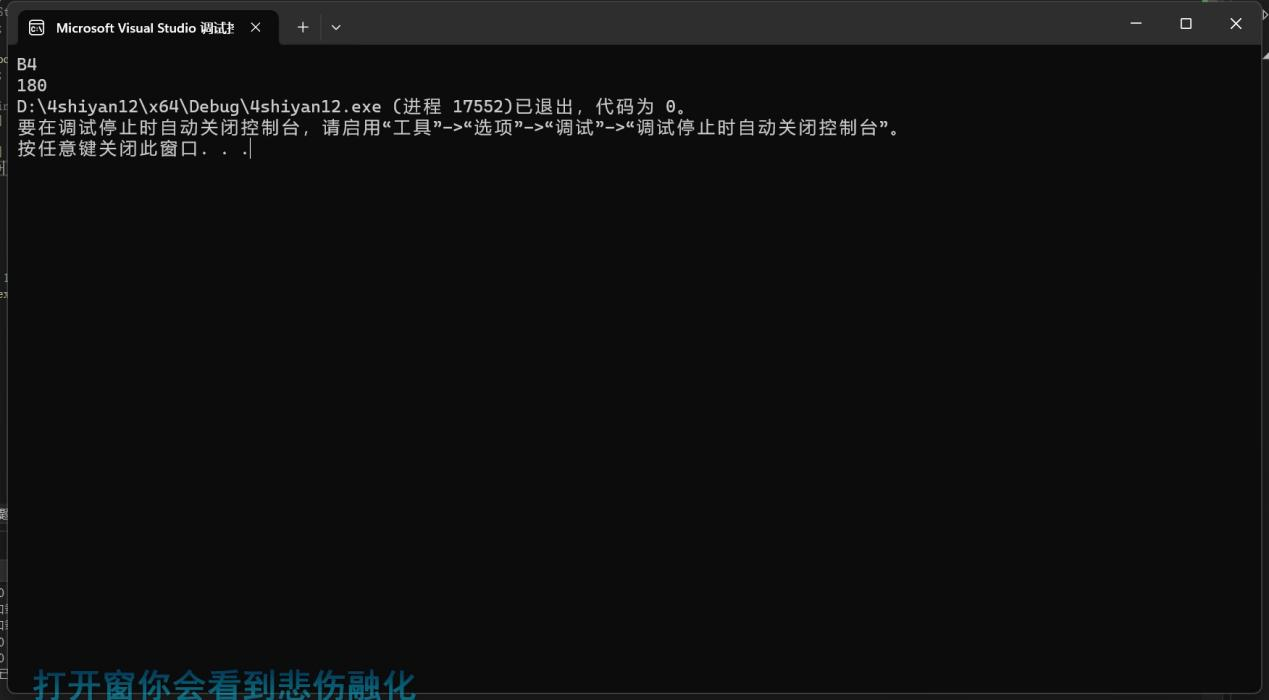 Microsoft Visual Studio 调试控
B4
180
D:\4shiyan12\x64\Debug\4shiyan12.exe (进程 17552)已退出，代码为 0。
要在调试停止时自动关闭控制台，请启用“工具”->“选项”->“调试”->“调试停止时自动关闭控制台”。
按任意键关闭此窗口. . .
打开窗你会看到悲伤融化